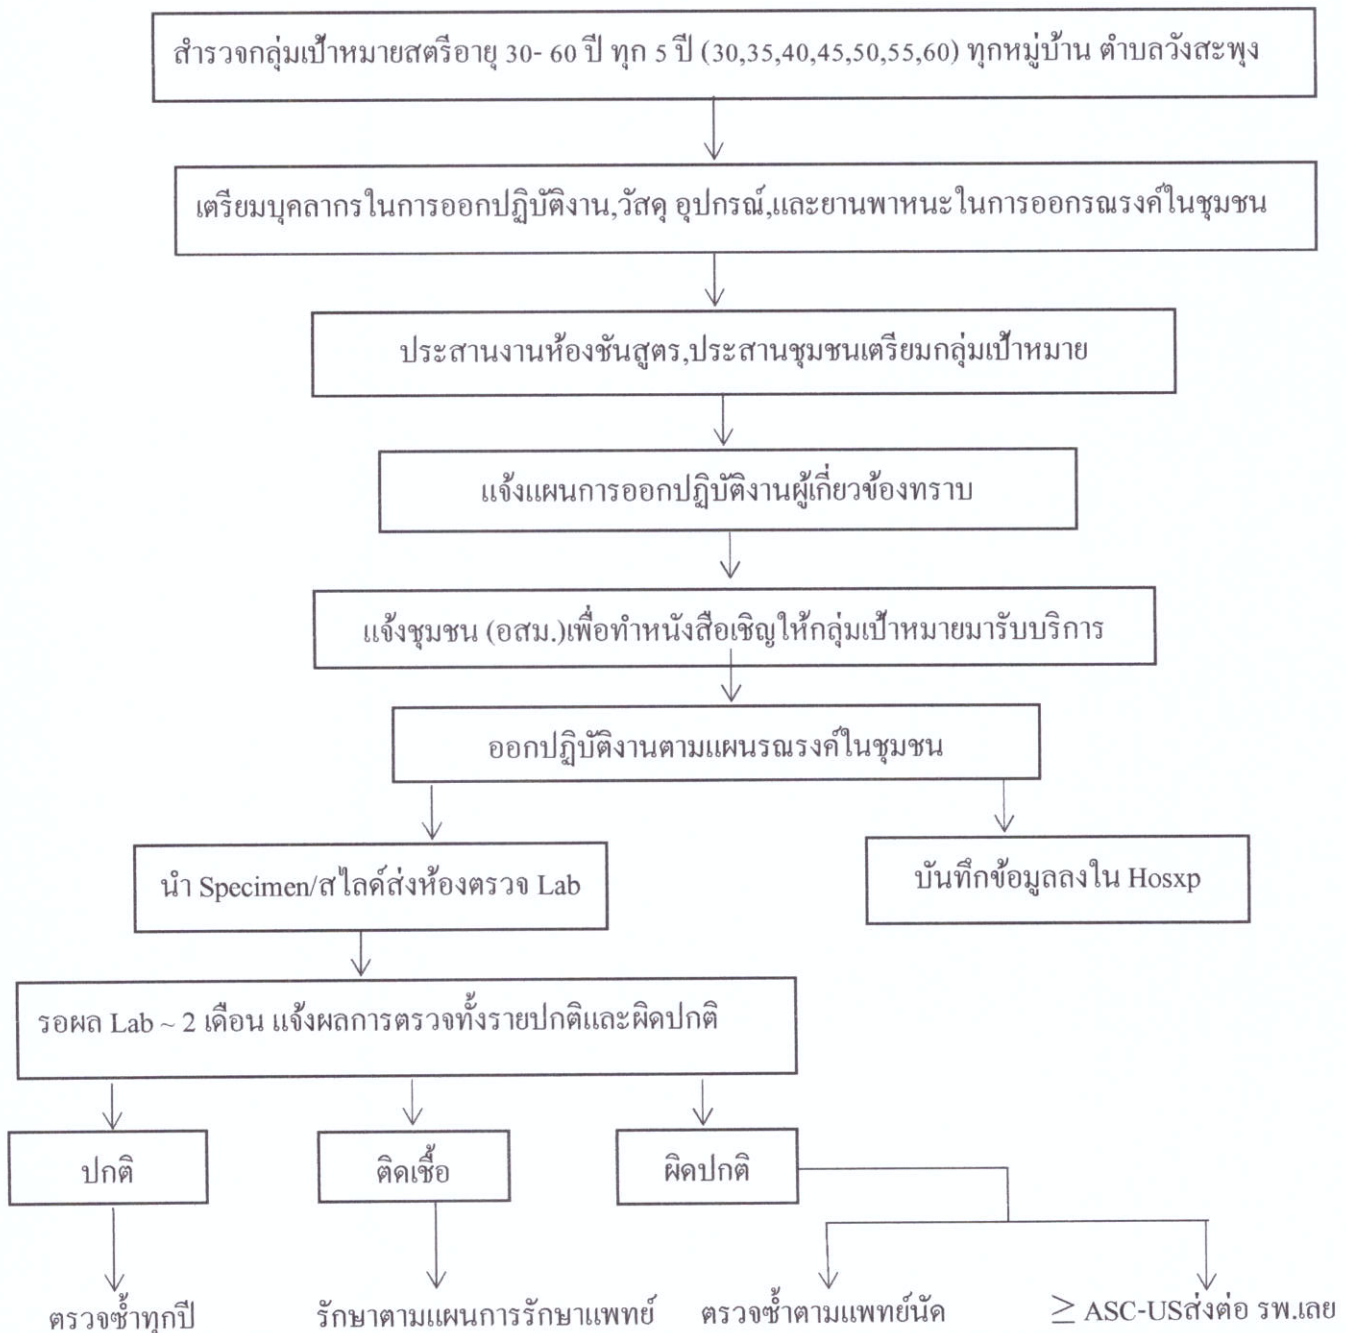 สำรวจกลุ่มเป้าหมายสตรีอายุ 30- 60 ปี ทุก 5 ปี (30,35,40,45,50,55,60) ทุกหมู่บ้าน ตำบลวังสะพุง
เตรียมบุคลากรในการออกปฏิบัติงาน,วัสดุ อุปกรณ์,และยานพาหนะในการออกรณรงค์ในชุมชน
ประสานงานห้องชันสูตร,ประสานชุมชนเตรียมกลุ่มเป้าหมาย
แจ้งแผนการออกปฏิบัติงานผู้เกี่ยวข้องทราบ
แจ้งชุมชน (อสม.)เพื่อทำหนังสือเชิญให้กลุ่มเป้าหมายมารับบริการ
ออกปฏิบัติงานตามแผนรณรงค์ในชุมชน
นำ Specimen/สไลด์ส่งห้องตรวจ Lab
บันทึกข้อมูลลงใน Hosxp
รอผล Lab ~ 2 เดือน แจ้งผลการตรวจทั้งรายปกติและผิดปกติ
ปกติ
ติดเชื้อ
ผิดปกติ
ตรวจซ้ำทุกปี
รักษาตามแผนการรักษาแพทย์
ตรวจซ้ำตามแพทย์นัด
≥ ASC-USส่งต่อ รพ.เลย